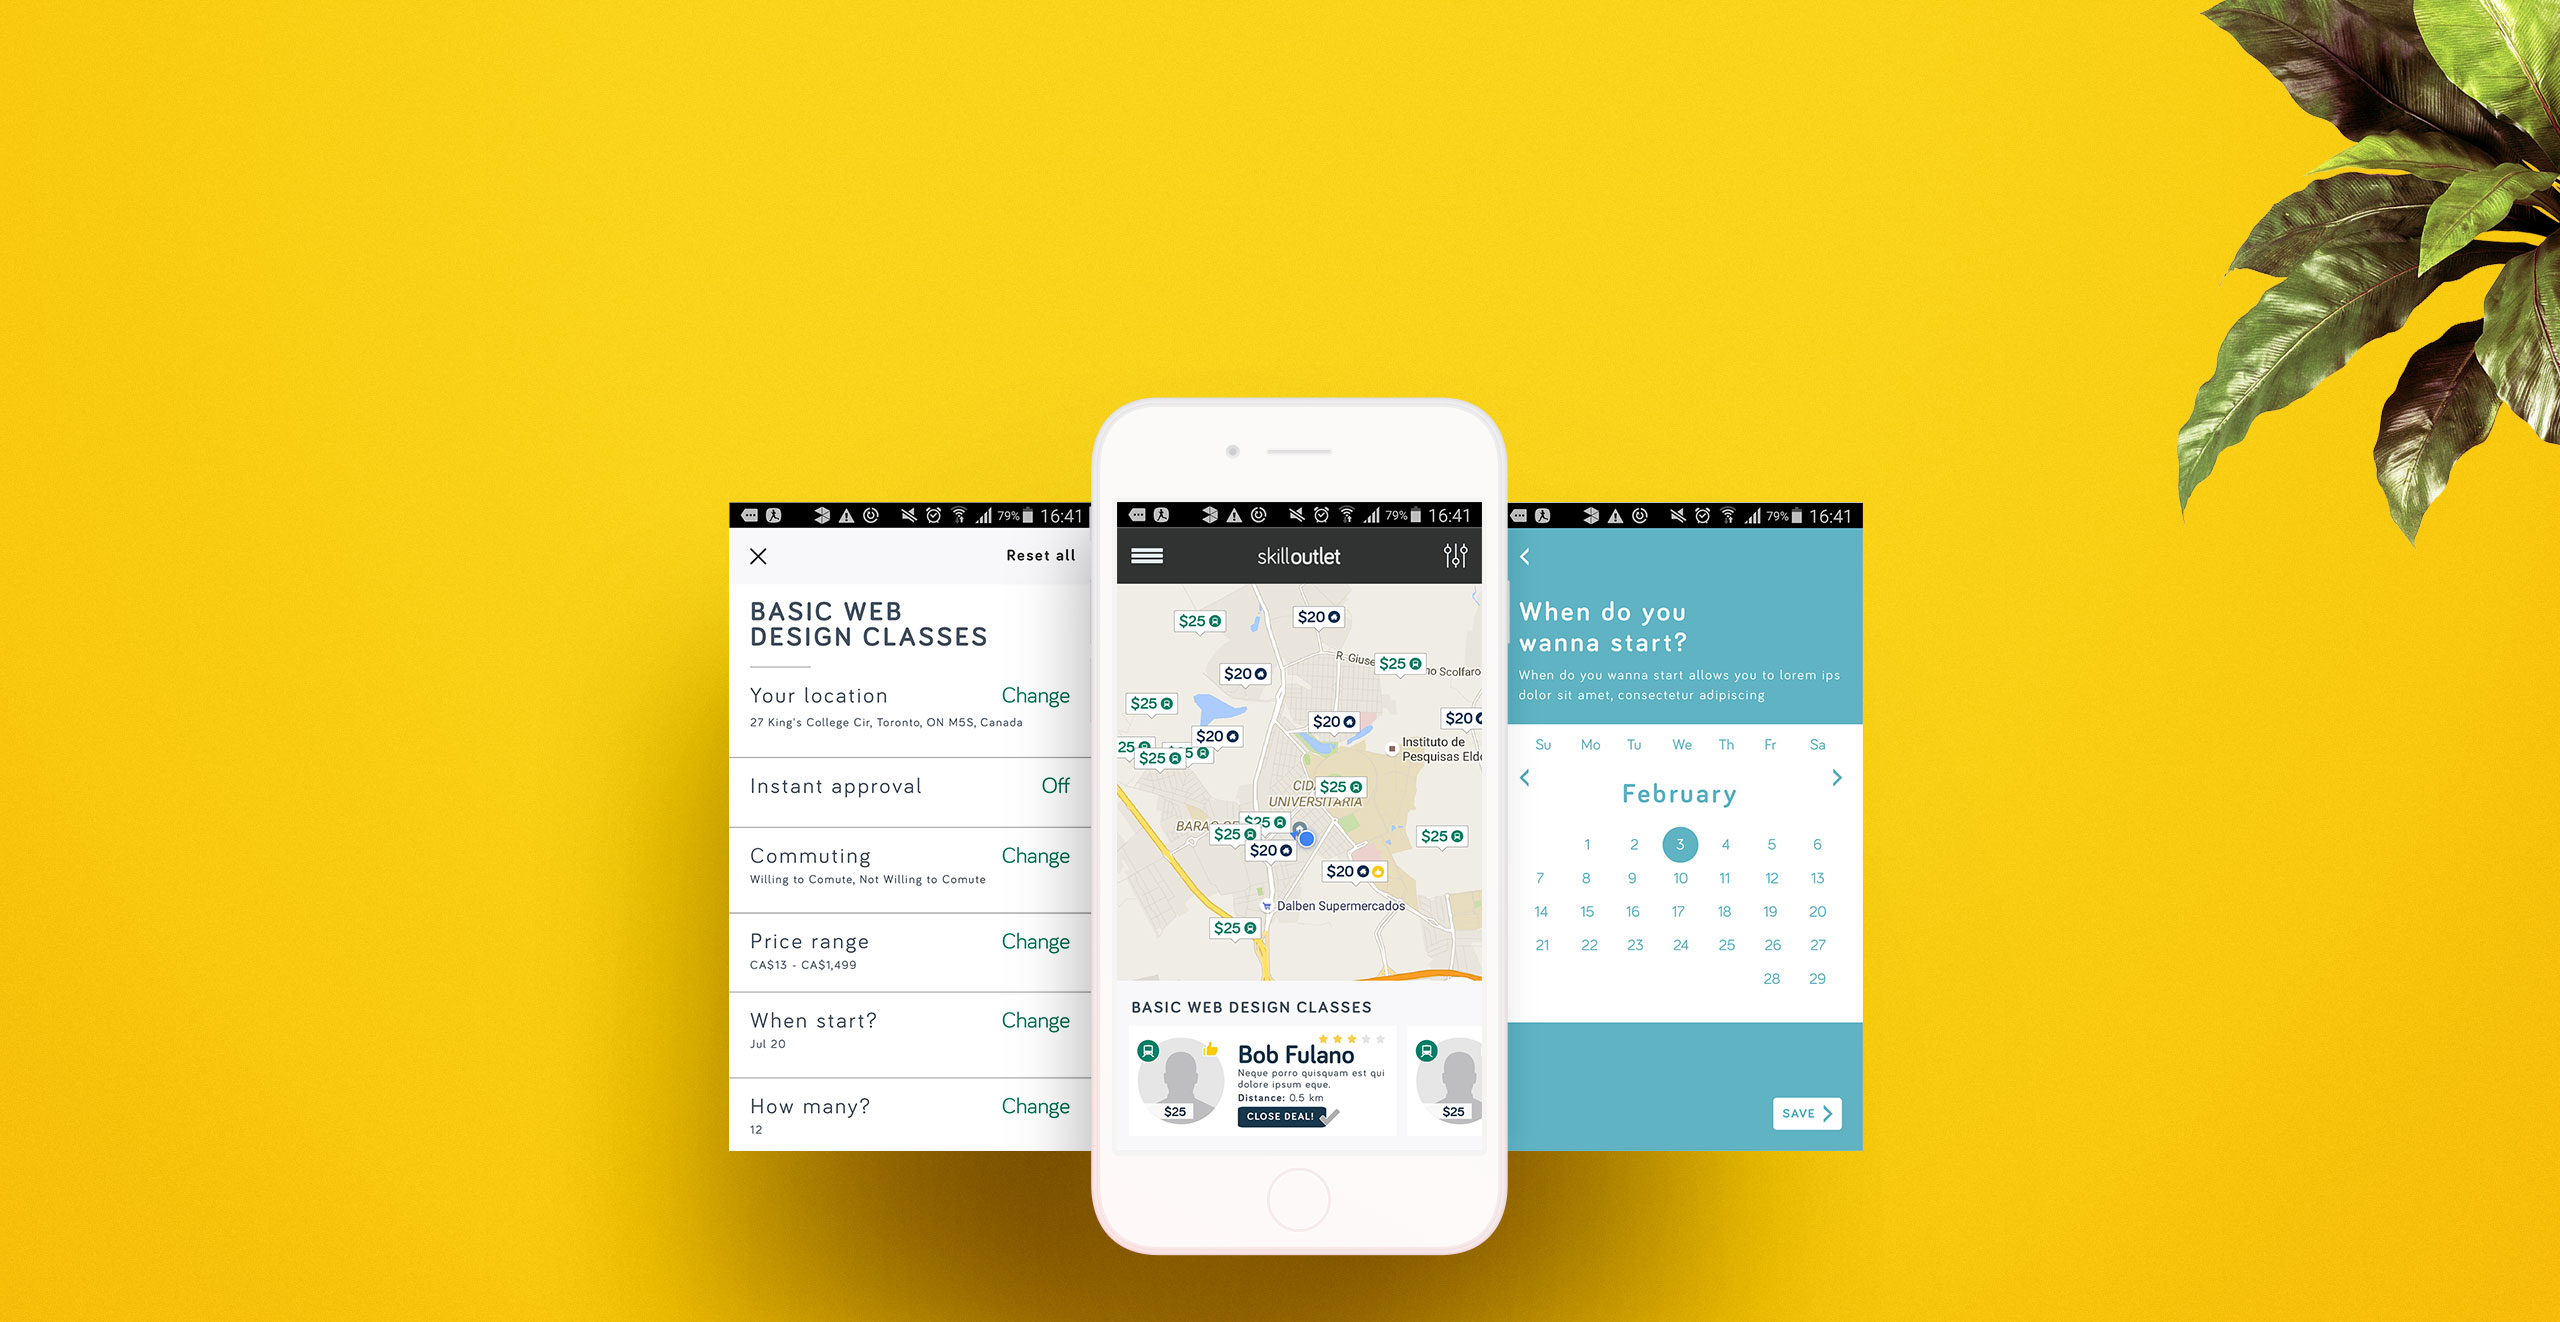 79% 16:41
Reset all
BASIC WEB
DESIGN CLASSES
Your location
Change
27 King's College Cir, Toronto, ON M5S, Canada
Instant approval
Off
Commuting
Change
Willing to Comute, Not Willing to Comute
Price range
Change
CA$13 - CA$1,499
When start?
Change
Jul 20
How many?
Change
12
79% 16:41
skilloutlet
$25
$20
R. Giuse
$25
no Scolfaro
$20
$25
$20
$20
$20
25
5
$25
Instituto de
Pesquisas Eldo
CID
$25
UNIVERSITARIA
BARAO
$25
$25
$20
$25
$20
Dalben Supermercados
$25
BASIC WEB DESIGN CLASSES
Bob Fulano
Neque porro quisquam est qui
dolore ipsum eque.
Distance: 0.5 km
CLOSE DEAL!
$25
$25
79% 16:41
When do you
wanna start?
When do you wanna start allows you to lorem ips
dolor sit amet, consectetur adipiscing
Su Mo Tu We Th Fr Sa
February
1 2 3 4 5 6
7 8 9 10 11 12 13
14 15 16 17 18 19 20
21 22 23 24 25 26 27
28 29
SAVE